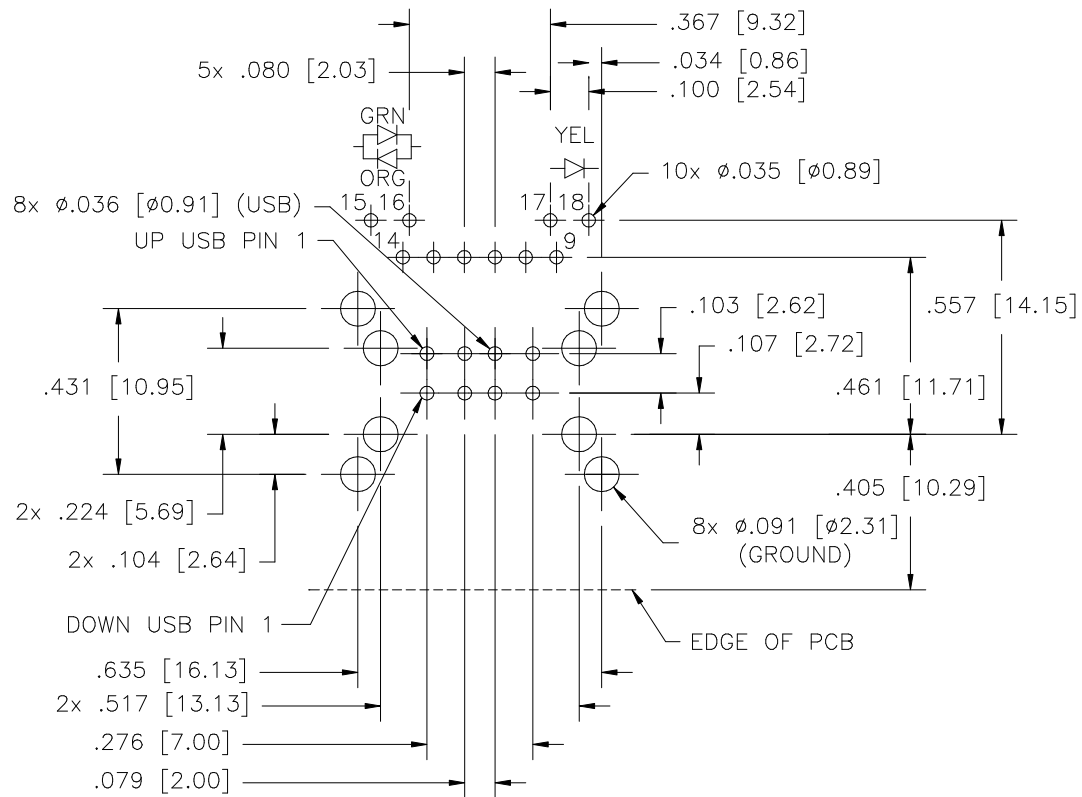 .367 [9.32]
.034 [0.86]
5x .080 [2.03]
.100 [2.54]
GRN
YEL
ORG
10x ø.035 [ø0.89]
8x ø.036 [ø0.91] (USB)
15 16
17 18
UP USB PIN 1
14
9
.103 [2.62]
.557 [14.15]
.107 [2.72]
.431 [10.95]
.461 [11.71]
.405 [10.29]
2x .224 [5.69]
8x ø.091 [ø2.31]
(GROUND)
2x .104 [2.64]
DOWN USB PIN 1
EDGE OF PCB
.635 [16.13]
2x .517 [13.13]
.276 [7.00]
.079 [2.00]